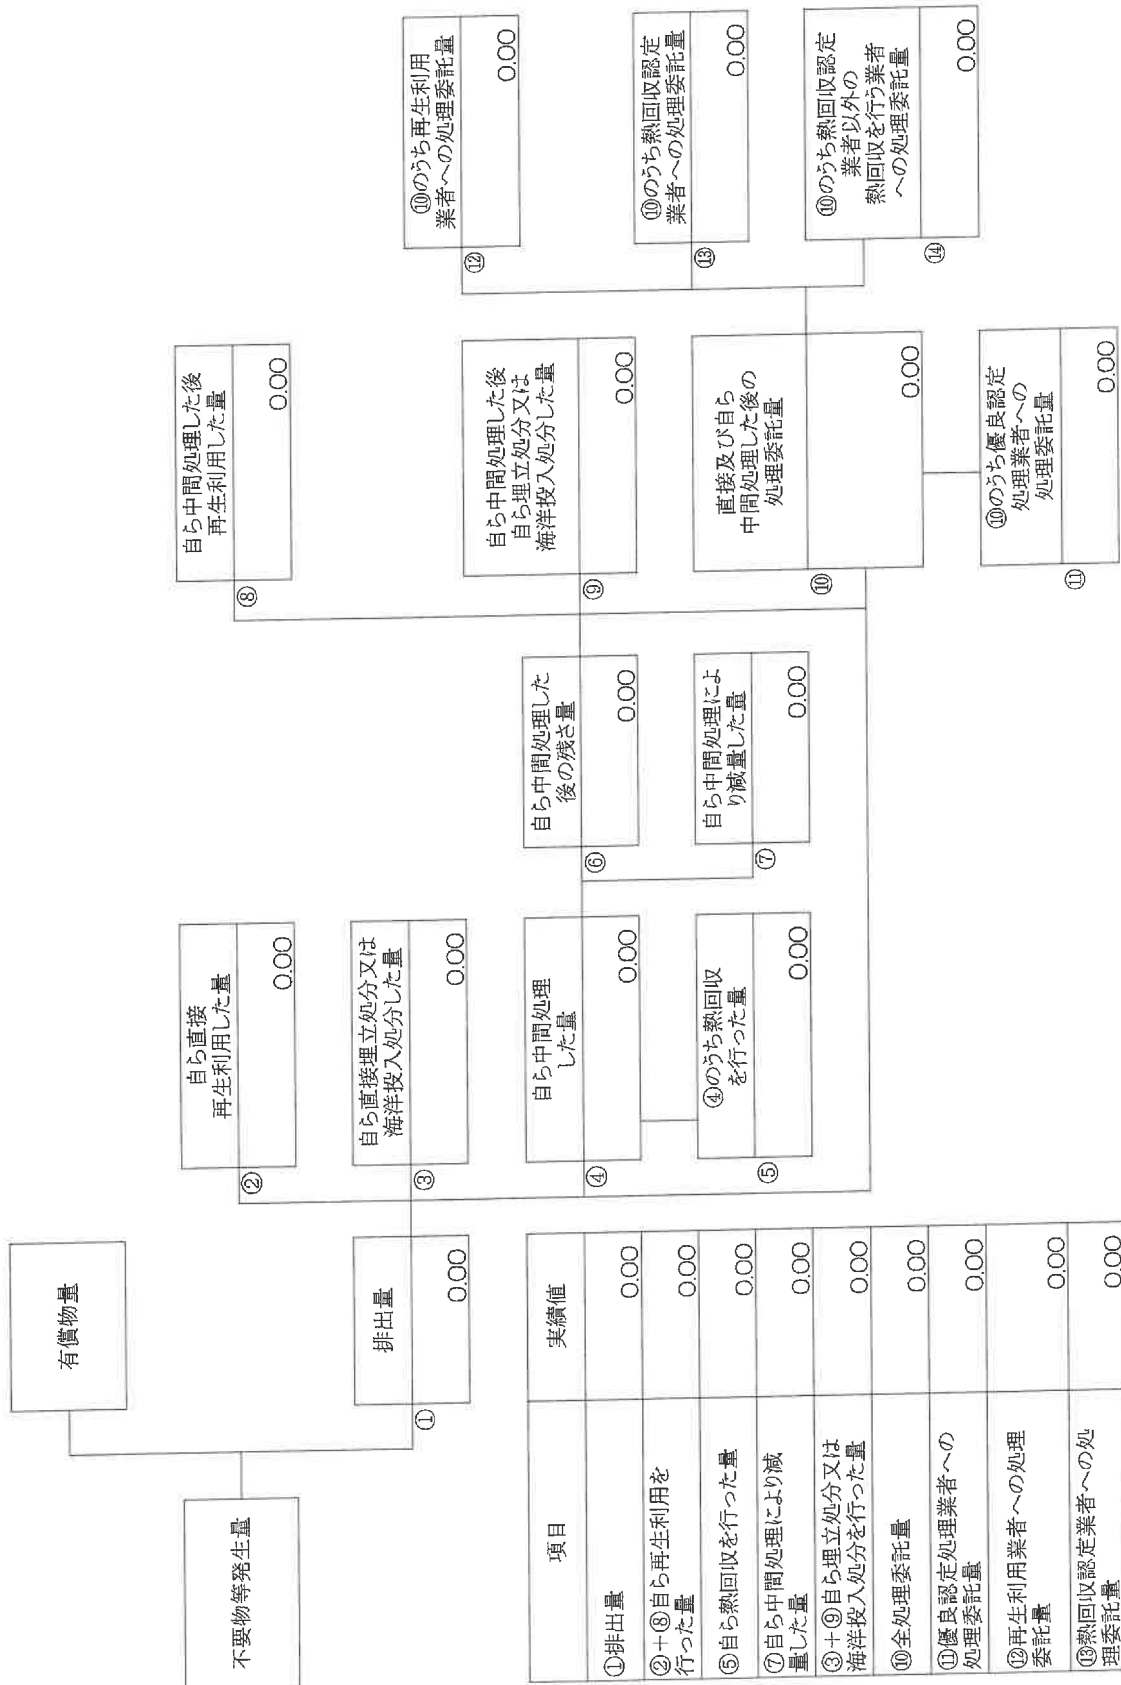 不要物等発生量
有償物量
排出量
①
0.00
自ら直接
再生利用した量
②
0.00
自ら直接埋立処分又は
海洋投入処分した量
③
0.00
自ら中間処理
した量
④
0.00
④のうち熱回収
を行った量
⑤
0.00
自ら中間処理した
後の残さ量
⑥
0.00
自ら中間処理によ
り減量した量
⑦
0.00
自ら中間処理した後
再生利用した量
⑧
0.00
自ら中間処理した後
自ら埋立処分又は
海洋投入処分した量
⑨
0.00
直接及び自ら
中間処理した後の
処理委託量
⑩
0.00
⑩のうち優良認定
処理業者への
処理委託量
⑪
0.00
⑩のうち再生利用
業者への処理委託量
⑫
0.00
⑩のうち熱回収認定
業者への処理委託量
⑬
0.00
⑩のうち熱回収認定
業者以外の
熱回収を行う業者
への処理委託量
⑭
0.00
項目 実績値
①排出量 0.00
②＋⑧自ら再生利用を
行った量 0.00
⑤自ら熱回収を行った量 0.00
⑦自ら中間処理により減
量した量 0.00
③＋⑨自ら埋立処分又は
海洋投入処分を行った量 0.00
⑩全処理委託量 0.00
⑪優良認定処理業者への
処理委託量 0.00
⑫再生利用業者への処理
委託量 0.00
⑬熱回収認定業者への処
理委託量 0.00